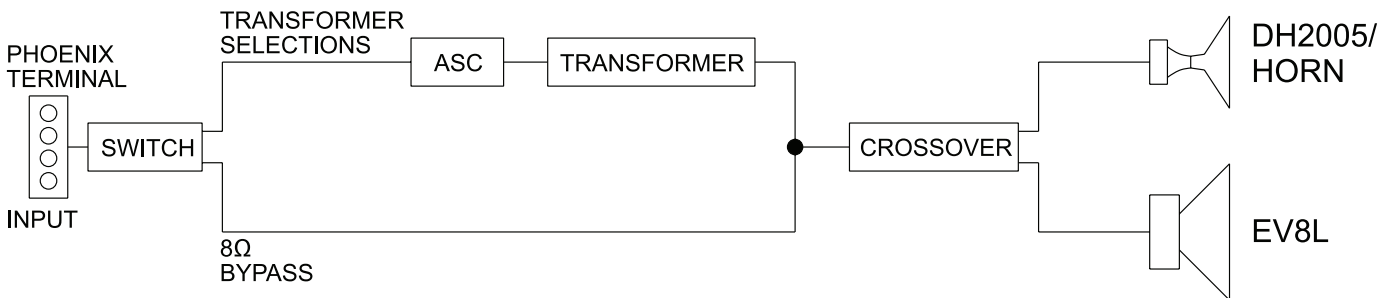 PHOENIX
TERMINAL
INPUT
SWITCH
TRANSFORMER
SELECTIONS
ASC
TRANSFORMER
8Ω
BYPASS
CROSSOVER
DH2005/
HORN
EV8L